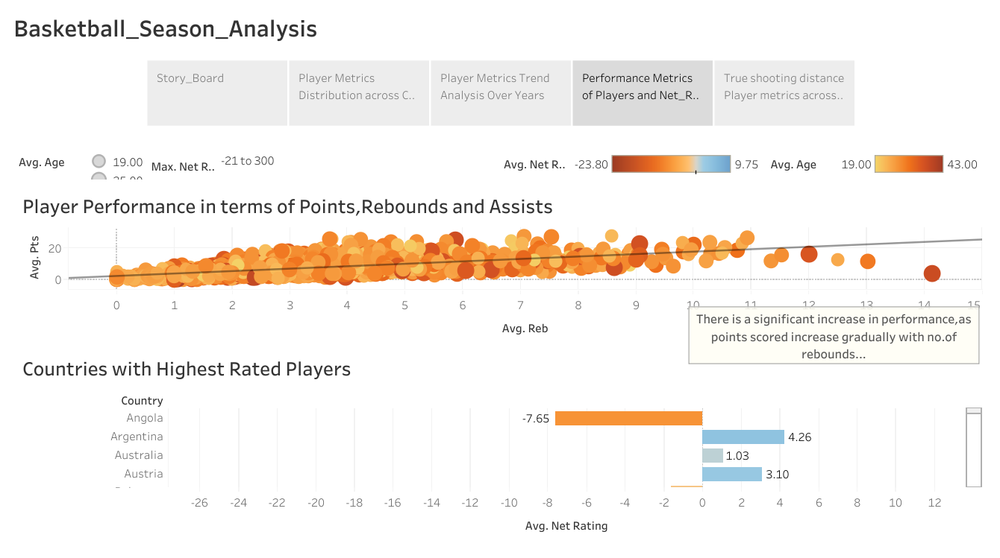 Basketball_Season_Analysis
Story_Board
Player Metrics
Distribution across C..
Player Metrics Trend
Analysis Over Years
Performance Metrics
of Players and Net_R..
True shooting distance
Player metrics across..
Avg. Age
19.00
Max. Net R..
-21 to 300
Avg. Net R..
-23.80
9.75
Avg. Age
19.00
43.00
Player Performance in terms of Points,Rebounds and Assists
Avg. Pts
20
0
0 1 2 3 4 5 6 7 8 9 10 11 12 13 14 15
Avg. Reb
There is a significant increase in performance,as
points scored increase gradually with no.of
rebounds...
Countries with Highest Rated Players
Country
Angola -7.65
Argentina 4.26
Australia 1.03
Austria 3.10
-26 -24 -22 -20 -18 -16 -14 -12 -10 -8 -6 -4 -2 0 2 4 6 8 10 12
Avg. Net Rating